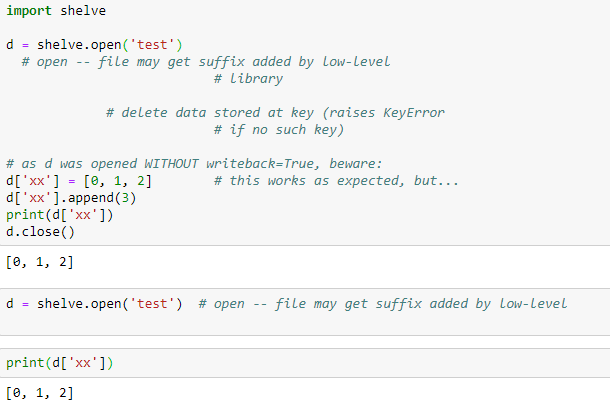 import shelve
d = shelve.open('test')
# open -- file may get suffix added by low-level
# library
# delete data stored at key (raises KeyError
# if no such key)
# as d was opened WITHOUT writeback=True, beware:
d['xx'] = [0, 1, 2] # this works as expected, but...
d['xx'].append(3)
print(d['xx'])
d.close()
[0, 1, 2]
d = shelve.open('test') # open -- file may get suffix added by low-level
print(d['xx'])
[0, 1, 2]